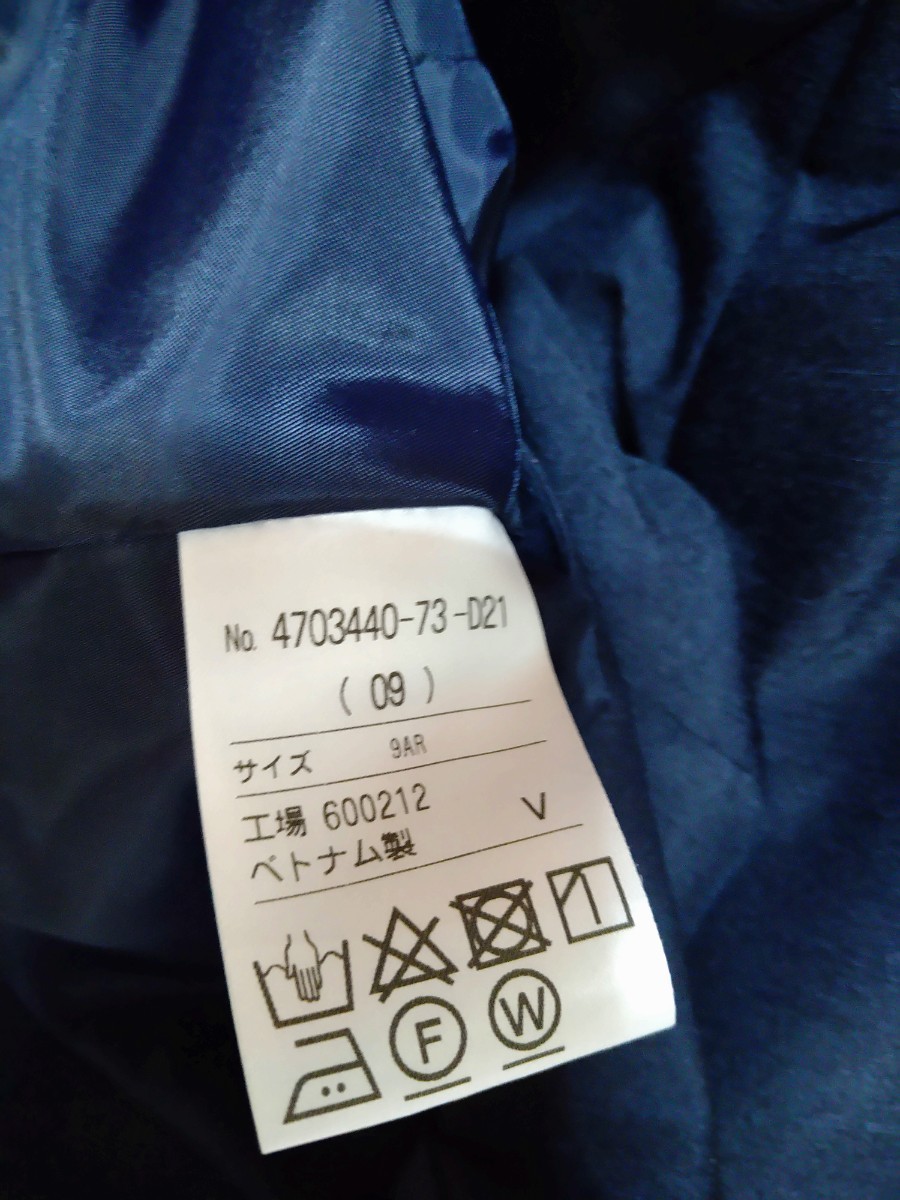 No. 4703440-73-D21
( 09 )
サイズ 9AR
工場 600212 V
ベトナム製
F W